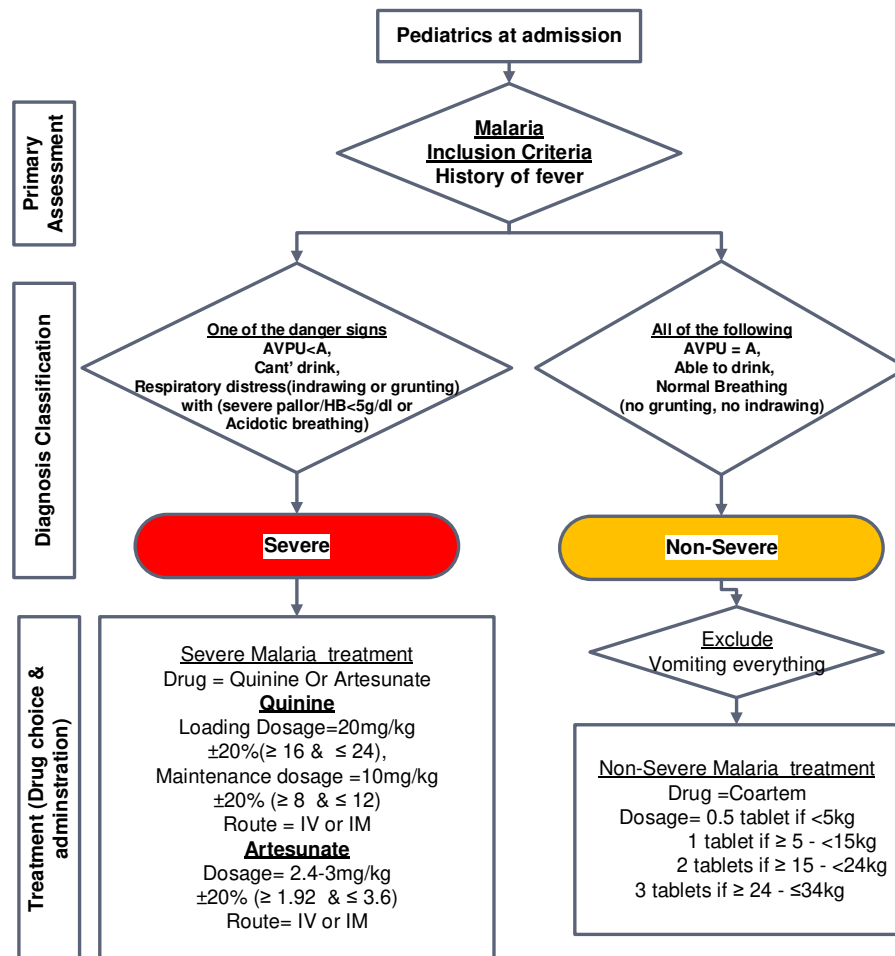 Pediatrics at admission
Primary
Assessment
Malaria
Inclusion Criteria
History of fever
Diagnosis Classification
One of the danger signs
AVPU<A,
Cant' drink,
Respiratory distress(indrawing or grunting)
with (severe pallor/HB<5g/dl or
Acidotic breathing)
All of the following
AVPU = A,
Able to drink,
Normal Breathing
(no grunting, no indrawing)
Severe
Non-Severe
Treatment (Drug choice &
adminstration)
Severe Malaria treatment
Drug = Quinine Or Artesunate
Quinine
Loading Dosage=20mg/kg
±20%(≥ 16 & ≤ 24),
Maintenance dosage =10mg/kg
±20% (≥ 8 & ≤ 12)
Route = IV or IM
Artesunate
Dosage= 2.4-3mg/kg
±20% (≥ 1.92 & ≤ 3.6)
Route= IV or IM
Exclude
Vomiting everything
Non-Severe Malaria treatment
Drug =Coartem
Dosage= 0.5 tablet if <5kg
1 tablet if ≥ 5 - <15kg
2 tablets if ≥ 15 - <24kg
3 tablets if ≥ 24 - ≤34kg